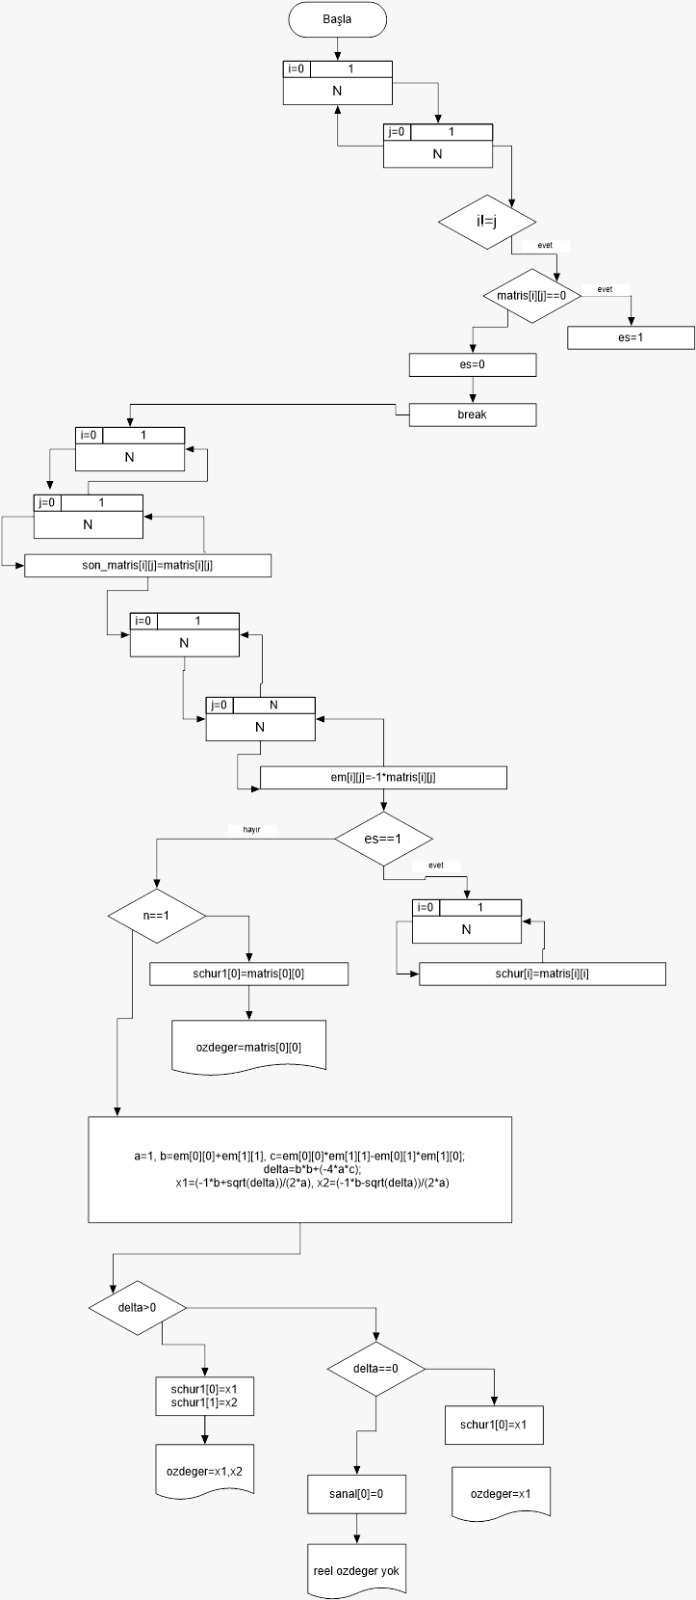 Başla
i=0 1
N
j=0 1
N
i!=j
evet
matris[i][j]==0
evet
es=1
es=0
break
i=0 1
N
j=0 1
N
son_matris[i][j]=matris[i][j]
i=0 1
N
j=0 N
N
em[i][j]=-1*matris[i][j]
es==1
hayır
evet
i=0 1
N
schur[i]=matris[i][i]
n==1
schur1[0]=matris[0][0]
ozdeger=matris[0][0]
a=1, b=em[0][0]+em[1][1], c=em[0][0]*em[1][1]-em[0][1]*em[1][0];
delta=b*b+(-4*a*c);
x1=(-1*b+sqrt(delta))/(2*a), x2=(-1*b-sqrt(delta))/(2*a)
delta>0
schur1[0]=x1
schur1[1]=x2
ozdeger=x1,x2
delta==0
schur1[0]=x1
ozdeger=x1
sanal[0]=0
reel ozdeger yok